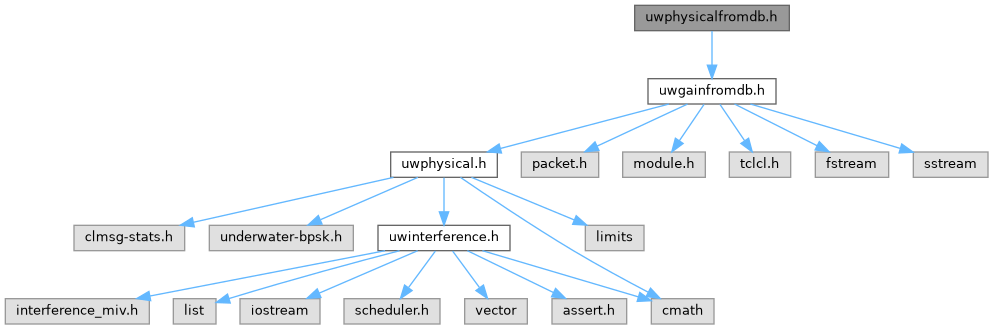 uwphysicalfromdb.h
uwgainfromdb.h
uwphysical.h
packet.h
module.h
tclcl.h
fstream
sstream
clmsg-stats.h
underwater-bpsk.h
uwinterference.h
limits
interference_miv.h
list
iostream
scheduler.h
vector
assert.h
cmath